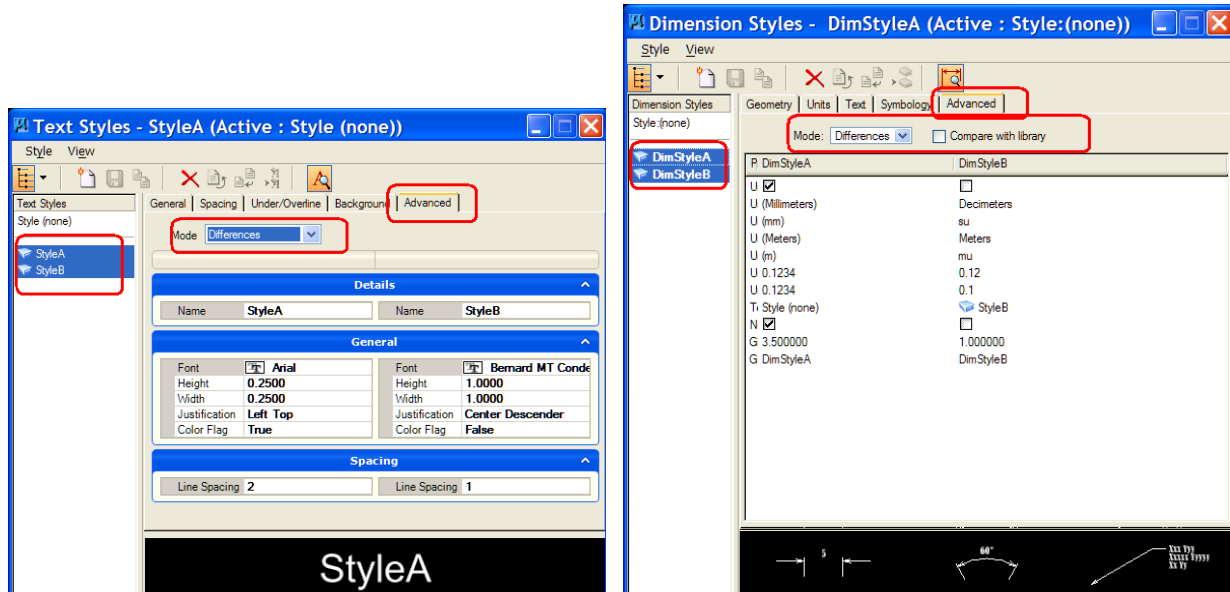 Text Styles - StyleA (Active : Style (none))
Style View
Text Styles
Style (none)
StyleA
StyleB
General Spacing Under/Overline Background Advanced
Mode Differences
Details
Name StyleA Name StyleB
General
Font Arial Font Bernard MT Conde
Height 0.2500 Height 1.0000
Width 0.2500 Width 1.0000
Justification Left Top Justification Center Descender
Color Flag True Color Flag False
Spacing
Line Spacing 2 Line Spacing 1
StyleA
Dimension Styles - DimStyleA (Active : Style:(none))
Style View
Dimension Styles
Style:(none)
DimStyleA
DimStyleB
Geometry Units Text Symbology Advanced
Mode: Differences Compare with library
P DimStyleA DimStyleB
U
U (Millimeters) Decimeters
U (mm) su
U (Meters) Meters
U (m) mu
U 0.1234 0.12
U 0.1234 0.1
T Style (none) StyleB
N
G 3.500000 1.000000
G DimStyleA DimStyleB
5
60°
Xxx Yyy
Xxxxx Yyyyy
Xx Yy